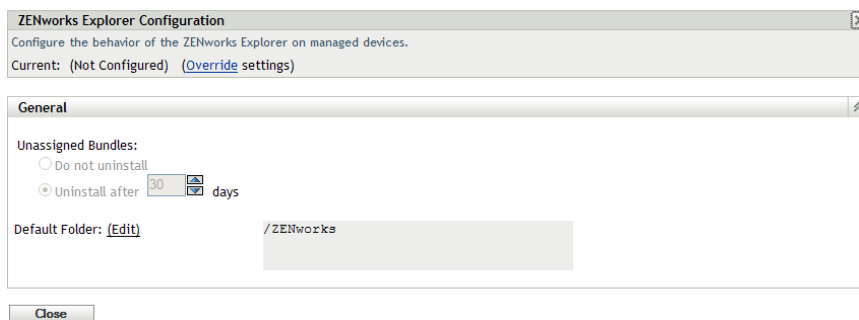 ZENworks Explorer Configuration
Configure the behavior of the ZENworks Explorer on managed devices.
Current: (Not Configured) (Override settings)
General
Unassigned Bundles:
Do not uninstall
Uninstall after 30 days
Default Folder: (Edit) /ZENworks
Close